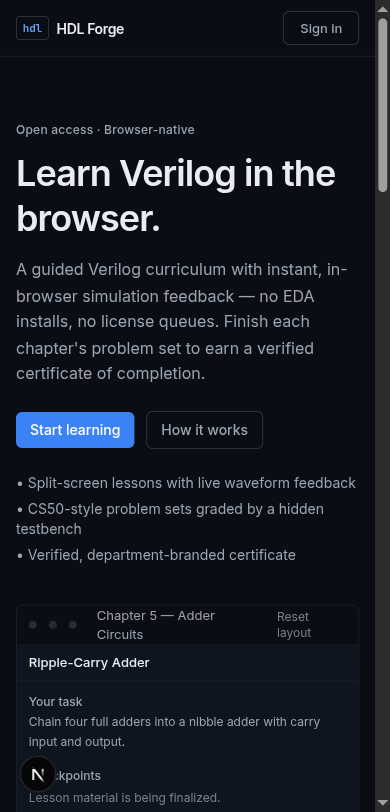 hdl HDL Forge Sign in
Open access · Browser-native
Learn Verilog in the
browser.
A guided Verilog curriculum with instant, in-
browser simulation feedback — no EDA
installs, no license queues. Finish each
chapter's problem set to earn a verified
certificate of completion.
Start learning How it works
• Split-screen lessons with live waveform feedback
• CS50-style problem sets graded by a hidden
testbench
• Verified, department-branded certificate
Chapter 5 — Adder
Circuits
Reset
layout
Ripple-Carry Adder
Your task
Chain four full adders into a nibble adder with carry
input and output.
N kpoints
Lesson material is being finalized.